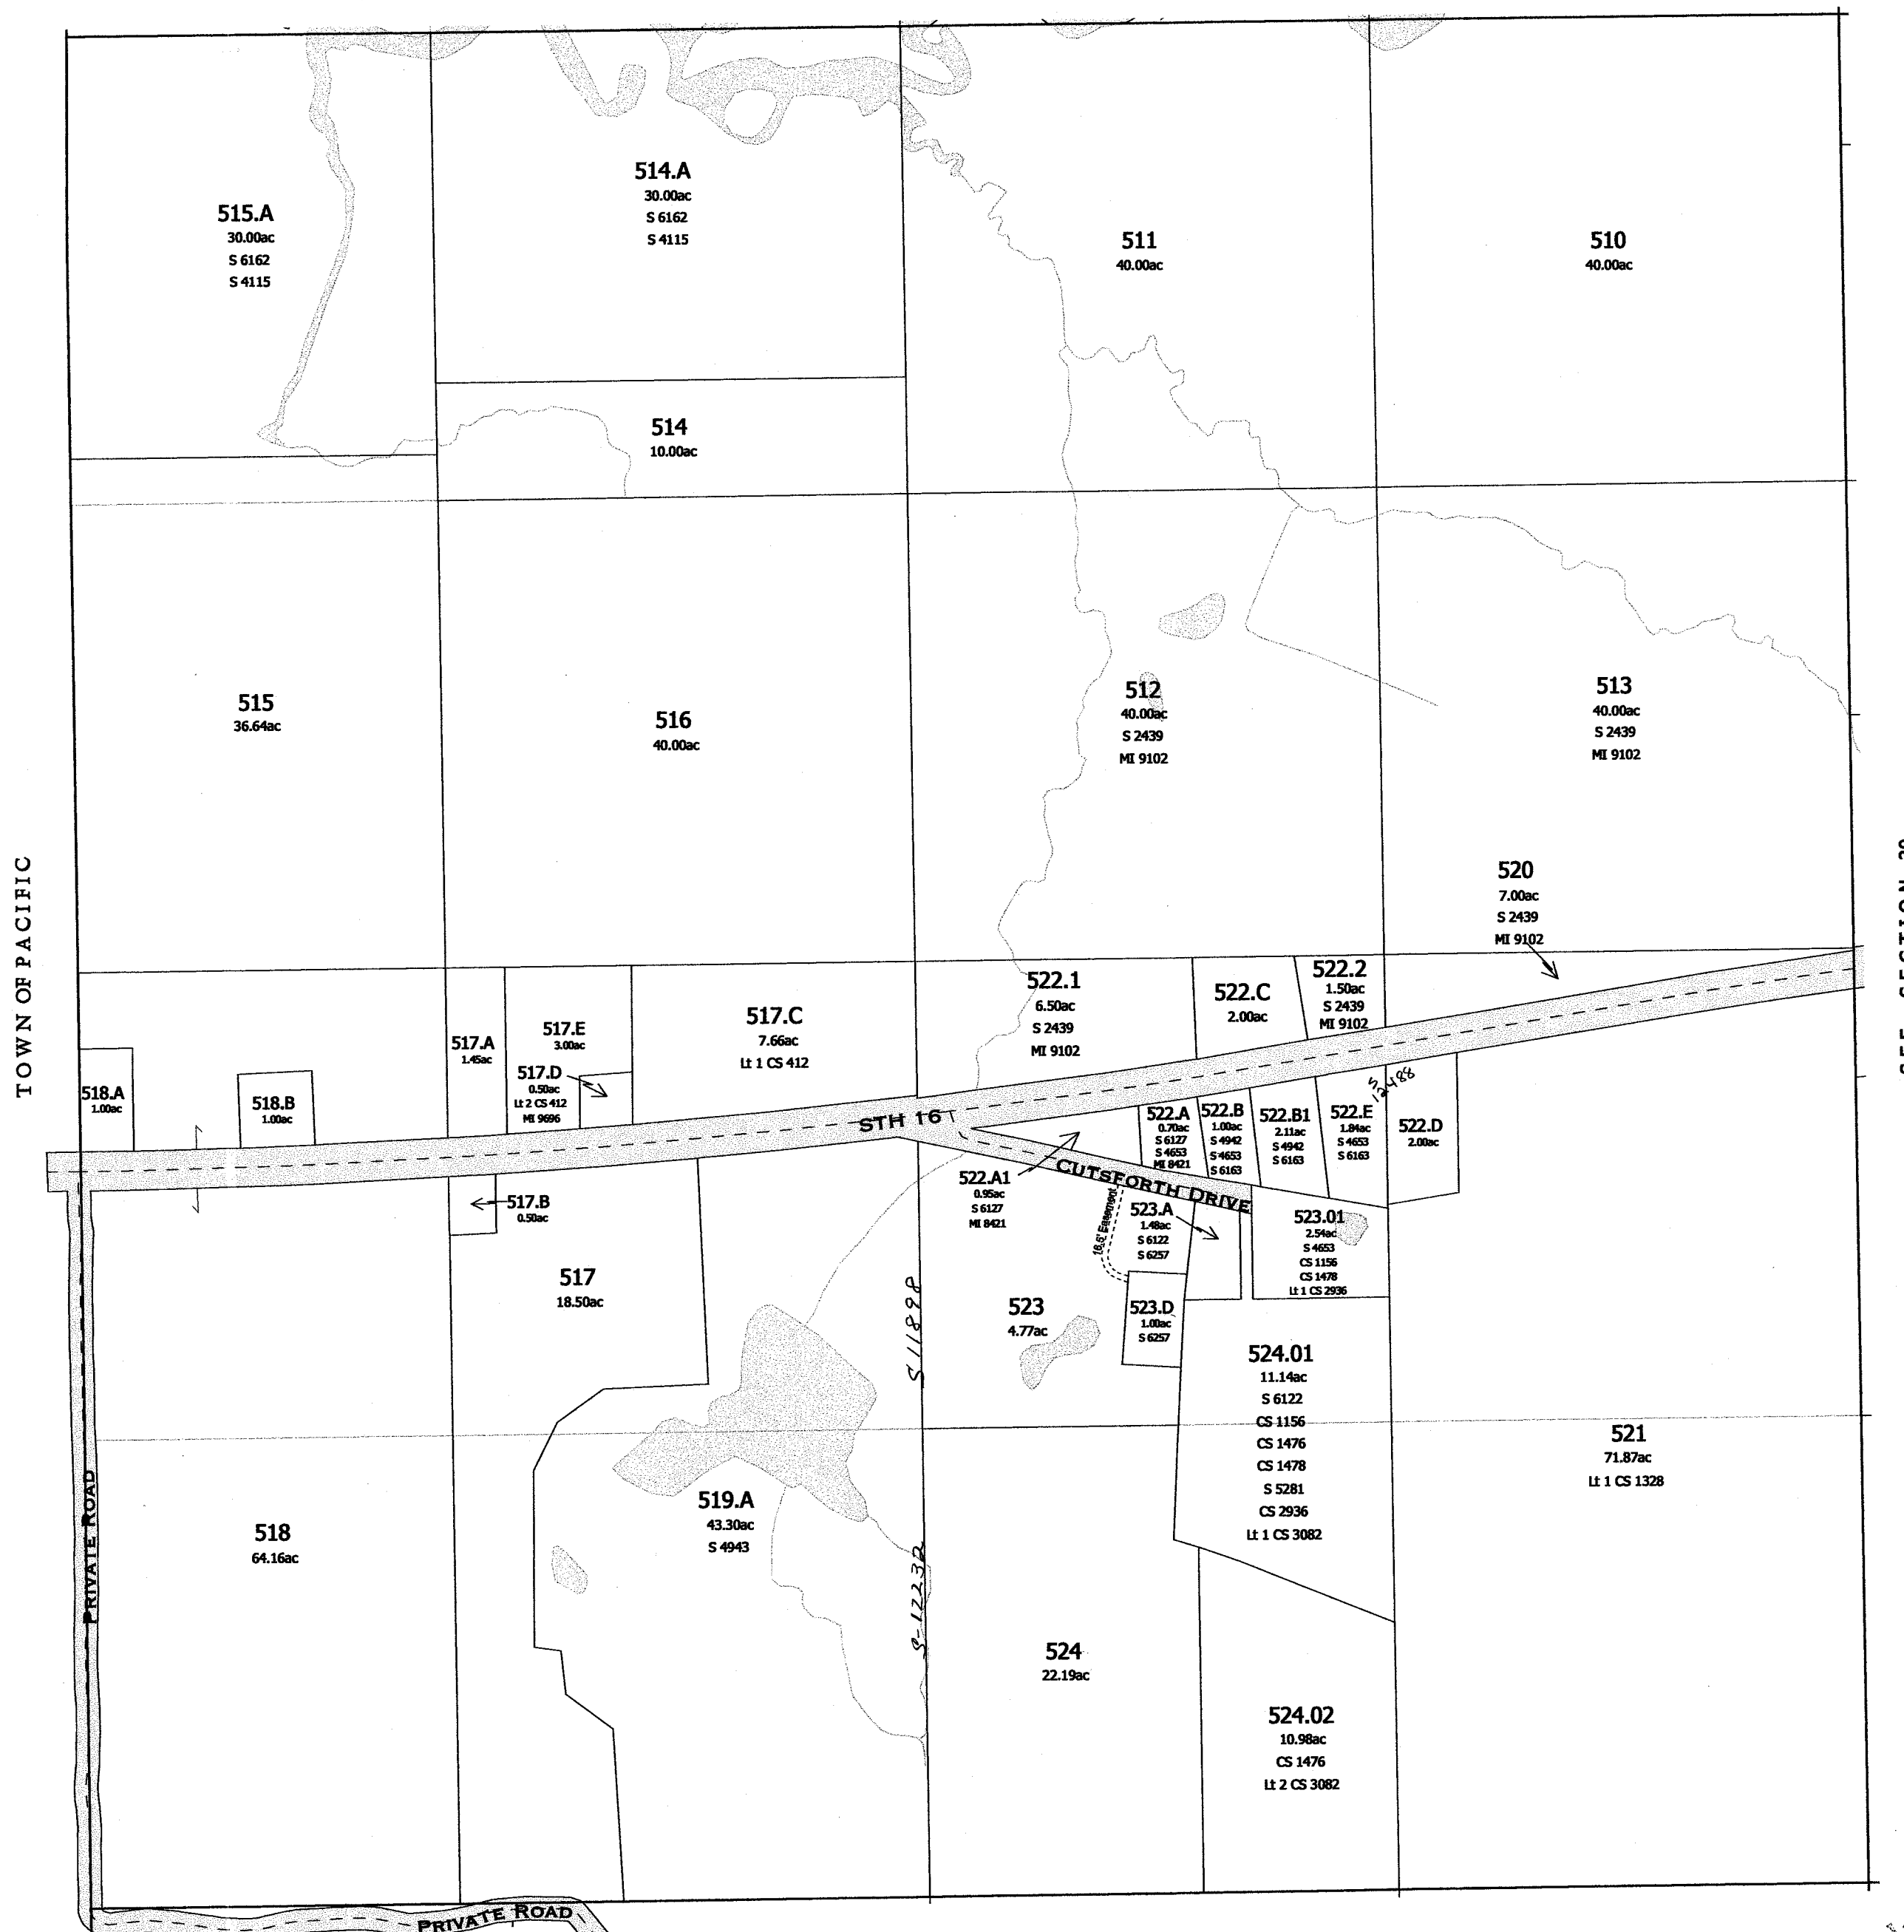 515.A
30.00ac
S 6162
S 4115
514.A
30.00ac
S 6162
S 4115
511
40.00ac
510
40.00ac
514
10.00ac
515
36.64ac
516
40.00ac
512
40.00ac
S 2439
MI 9102
513
40.00ac
S 2439
MI 9102
TOWN OF PACIFIC
520
7.00ac
S 2439
MI 9102
518.A
1.00ac
518.B
1.00ac
517.A
1.45ac
517.E
3.00ac
517.D
0.50ac
Lt 2 CS 412
MI 9696
517.C
7.66ac
Lt 1 CS 412
522.1
6.50ac
S 2439
MI 9102
522.C
2.00ac
522.2
1.50ac
S 2439
MI 9102
STH 16
522.A
0.70ac
S 6127
S 4653
MI 8421
522.B
1.00ac
S 4942
S 4653
S 6163
522.B1
2.11ac
S 4942
S 6163
522.E
1.84ac
S 4653
S 6163
12488
522.D
2.00ac
522.A1
0.95ac
S 6127
MI 8421
CUTSFORTH DRIVE
16.5' Easement
517.B
0.50ac
523.A
1.48ac
S 6122
S 6257
523.01
2.54ac
S 4653
CS 1156
CS 1478
Lt 1 CS 2936
517
18.50ac
S 11898
523
4.77ac
523.D
1.00ac
S 6257
524.01
11.14ac
S 6122
CS 1156
CS 1476
CS 1478
S 5281
CS 2936
Lt 1 CS 3082
521
71.87ac
Lt 1 CS 1328
PRIVATE ROAD
518
64.16ac
519.A
43.30ac
S 4943
S-12232
524
22.19ac
524.02
10.98ac
CS 1476
Lt 2 CS 3082
PRIVATE ROAD